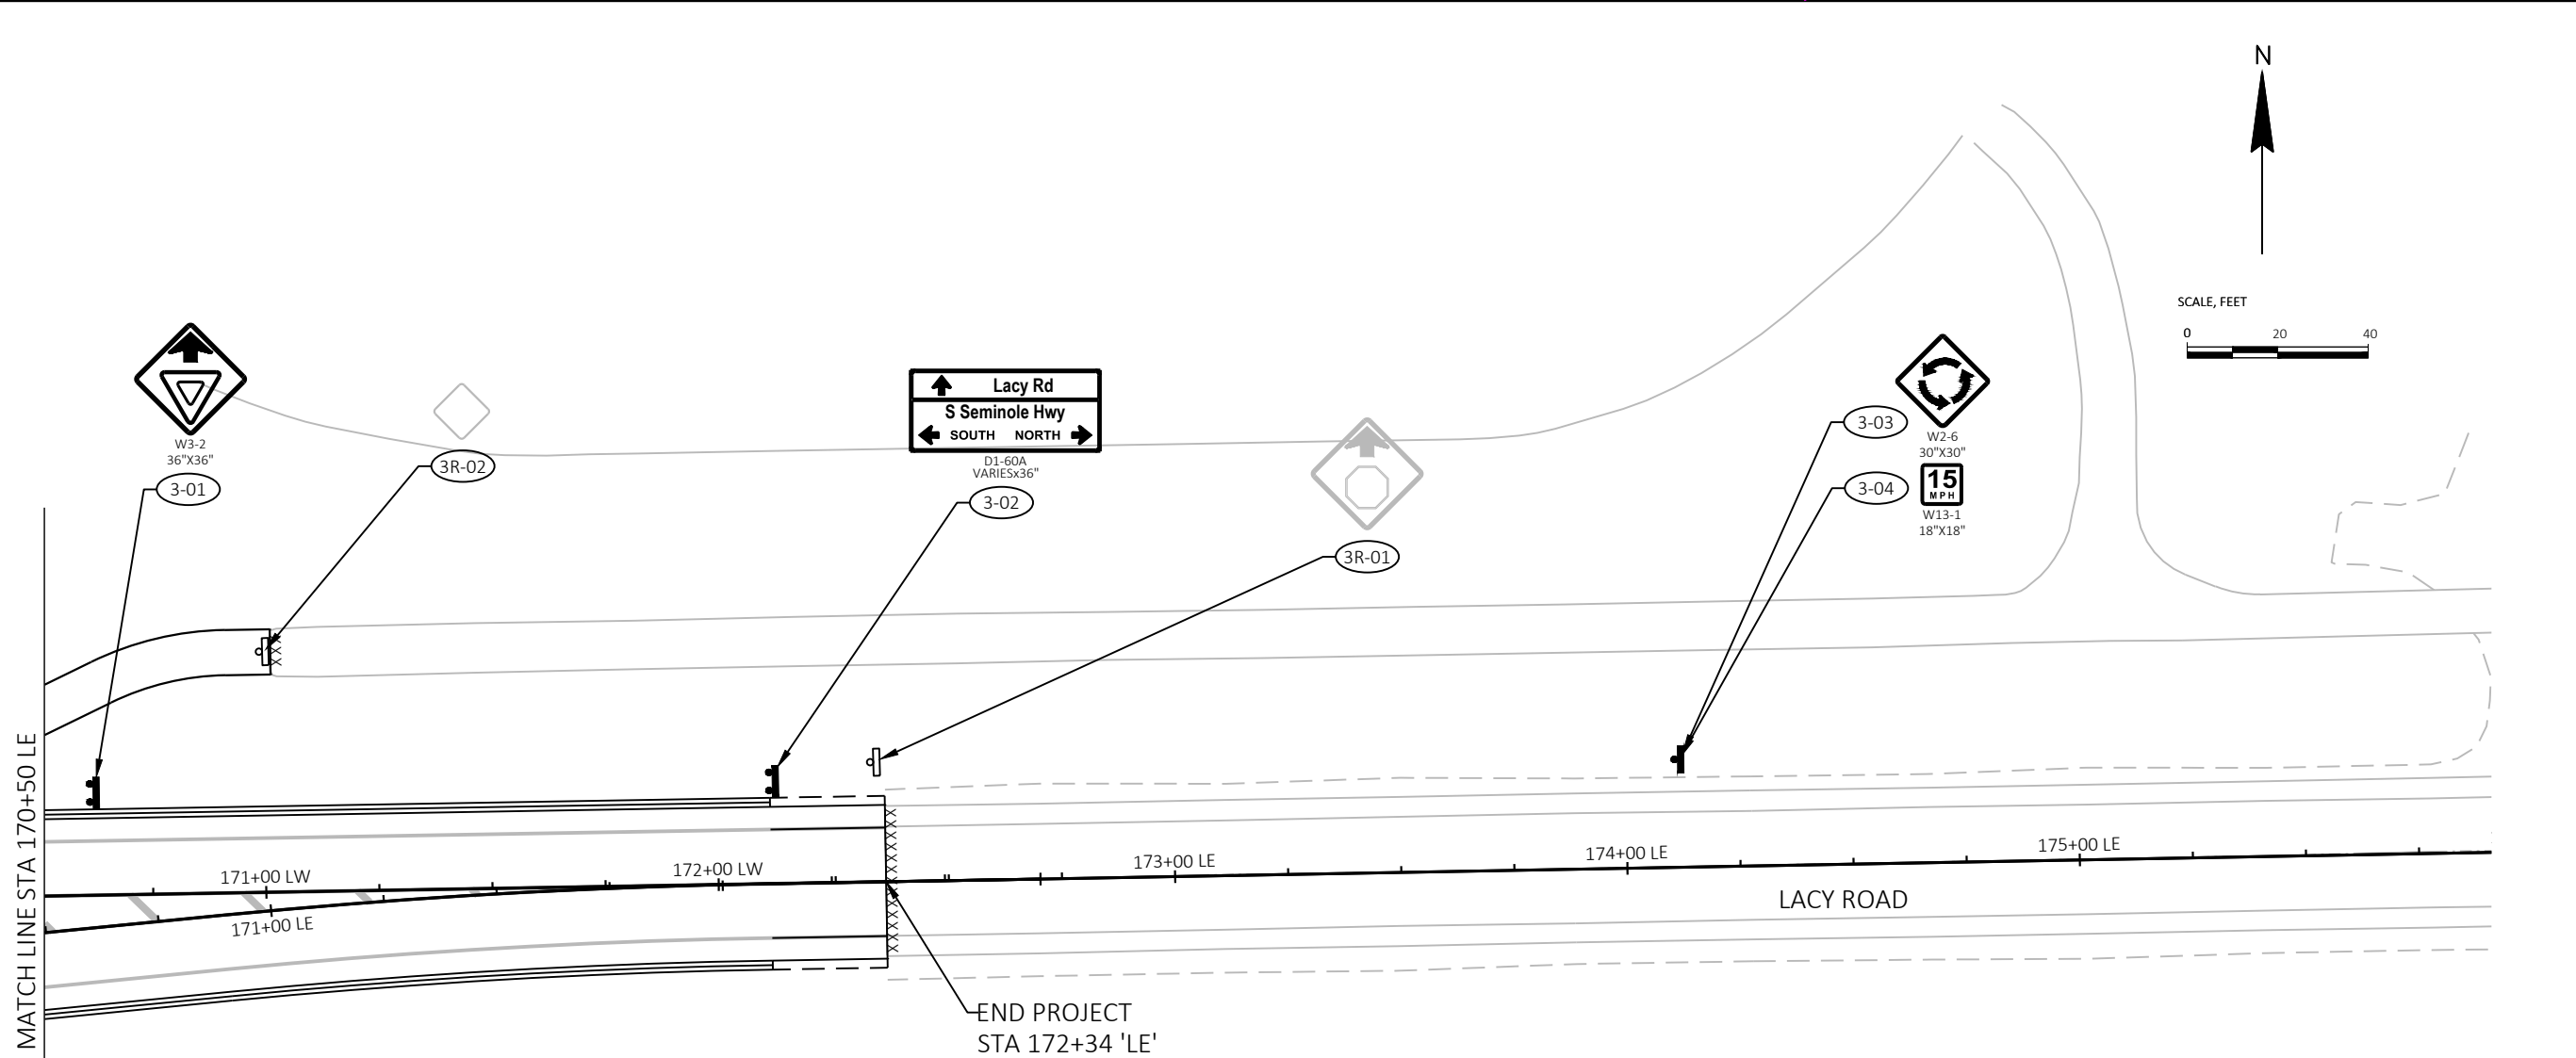 N
SCALE, FEET
0 20 40
W3-2
36"X36"
3-01
3R-02
Lacy Rd
S Seminole Hwy
SOUTH NORTH
D1-60A
VARIESx36"
3-02
3R-01
3-03
W2-6
30"X30"
3-04
15
MPH
W13-1
18"X18"
MATCH LINE STA 170+50 LE
171+00 LW
172+00 LW
173+00 LE
174+00 LE
175+00 LE
171+00 LE
LACY ROAD
END PROJECT
STA 172+34 'LE'